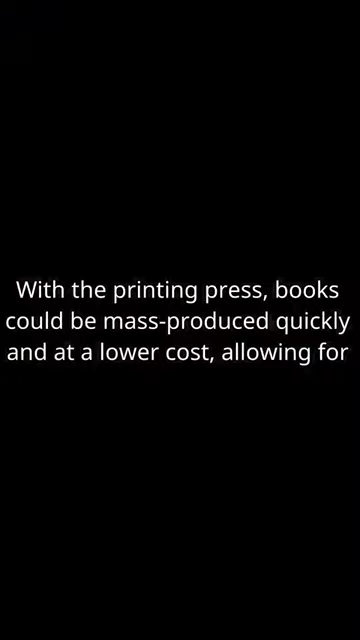 With the printing press, books
could be mass-produced quickly
and at a lower cost, allowing for